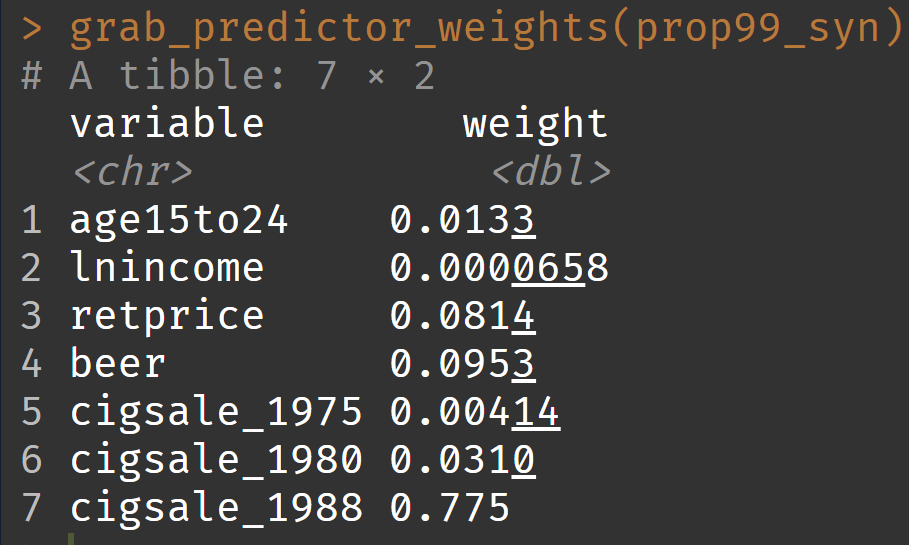 > grab_predictor_weights(prop99_syn)
# A tibble: 7 × 2
variable weight
<chr> <dbl>
1 age15to24 0.0133
2 lnincome 0.0000658
3 retprice 0.0814
4 beer 0.0953
5 cigsale_1975 0.00414
6 cigsale_1980 0.0310
7 cigsale_1988 0.775